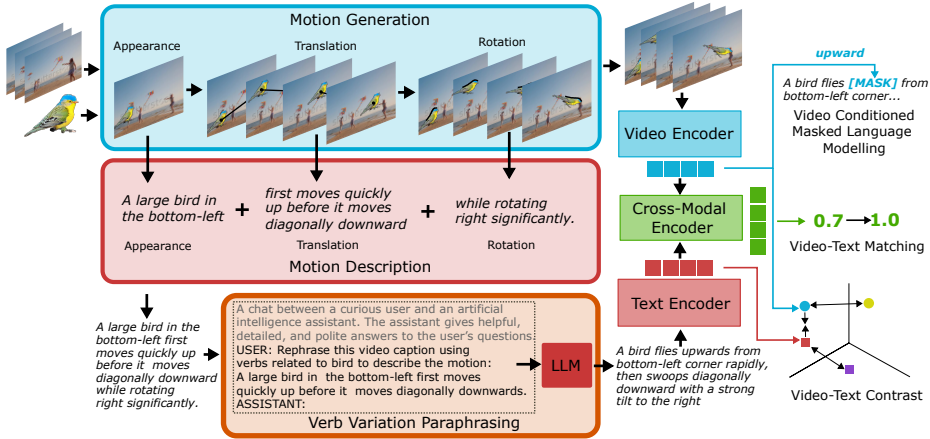 Motion Generation
Appearance
Translation
Rotation
A large bird in
the bottom-left
+
first moves quickly
up before it moves
diagonally downward
+
while rotating
right significantly.
Appearance
Translation
Rotation
Motion Description
A large bird in the
bottom-left first
moves quickly up
before it moves
diagonally downward
while rotating
right significantly.
A chat between a curious user and an artificial
intelligence assistant. The assistant gives helpful,
detailed, and polite answers to the user's questions.
USER: Rephrase this video caption using
verbs related to bird to describe the motion:
A large bird in the bottom-left first moves
quickly up before it moves diagonally downwards.
ASSISTANT:
LLM
Verb Variation Paraphrasing
A bird flies upwards from
bottom-left corner rapidly,
then swoops diagonally
downward with a strong
tilt to the right
Video Encoder
Cross-Modal
Encoder
Text Encoder
upward
A bird flies [MASK] from
bottom-left corner...
Video Conditioned
Masked Language
Modelling
0.7 1.0
Video-Text Matching
Video-Text Contrast